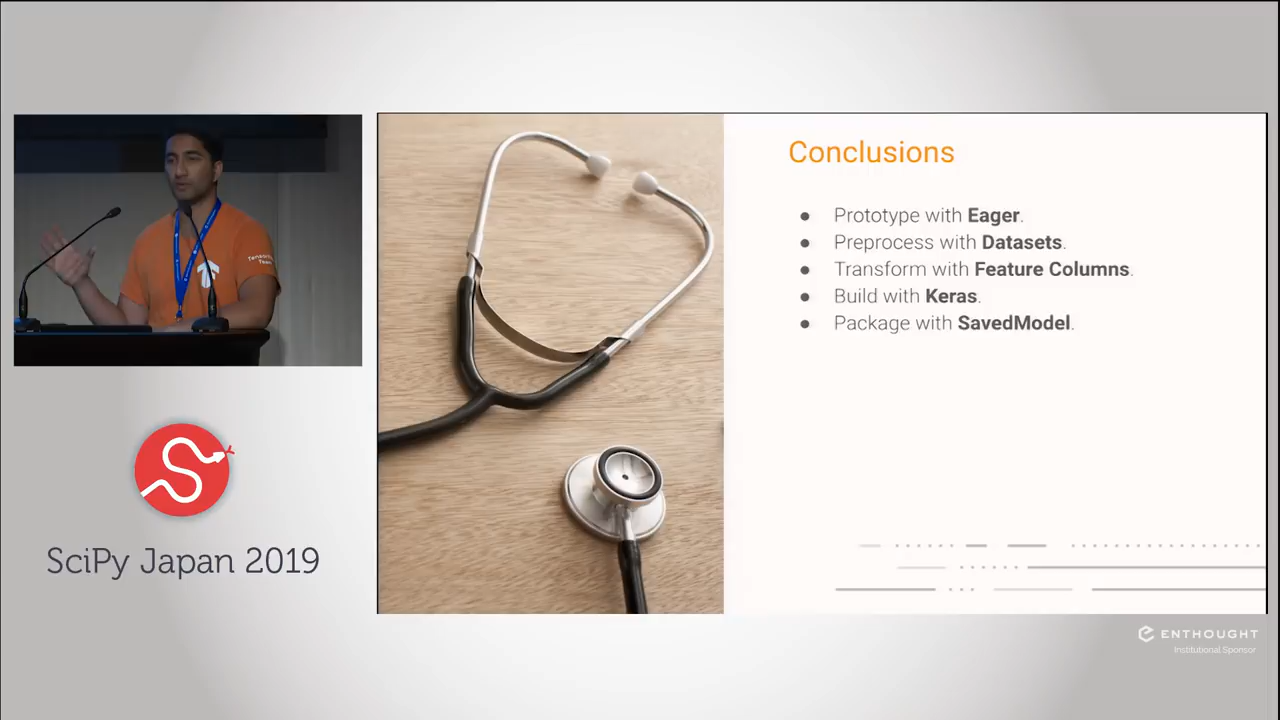 Conclusions
● Prototype with Eager.
● Preprocess with Datasets.
● Transform with Feature Columns.
● Build with Keras.
● Package with SavedModel.
SciPy Japan 2019
ENTHOUGHT
Institutional Sponsor